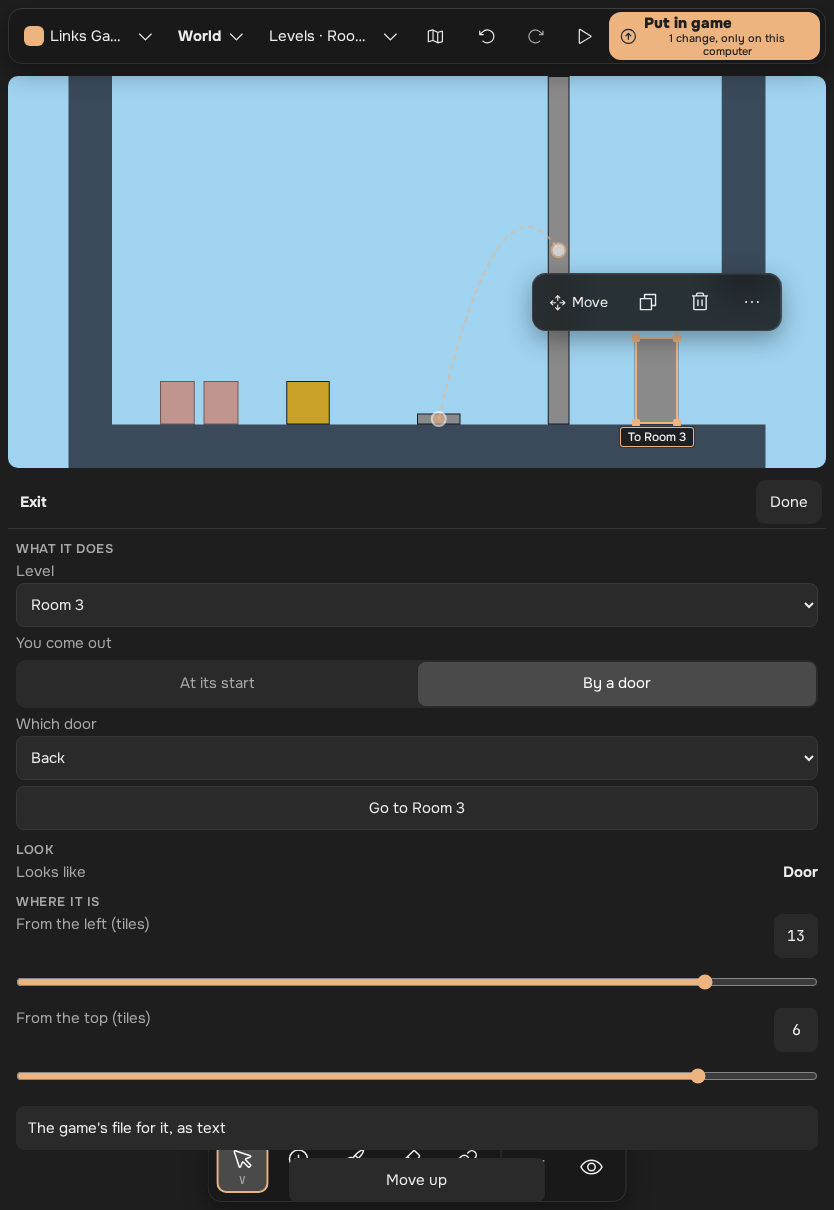 Links Ga...
World
Levels · Roo...
Put in game
1 change, only on this
computer
Move
...
To Room 3
Exit
Done
WHAT IT DOES
Level
Room 3
You come out
At its start
By a door
Which door
Back
Go to Room 3
LOOK
Looks like
Door
WHERE IT IS
From the left (tiles)
13
From the top (tiles)
6
The game's file for it, as text
V
Move up